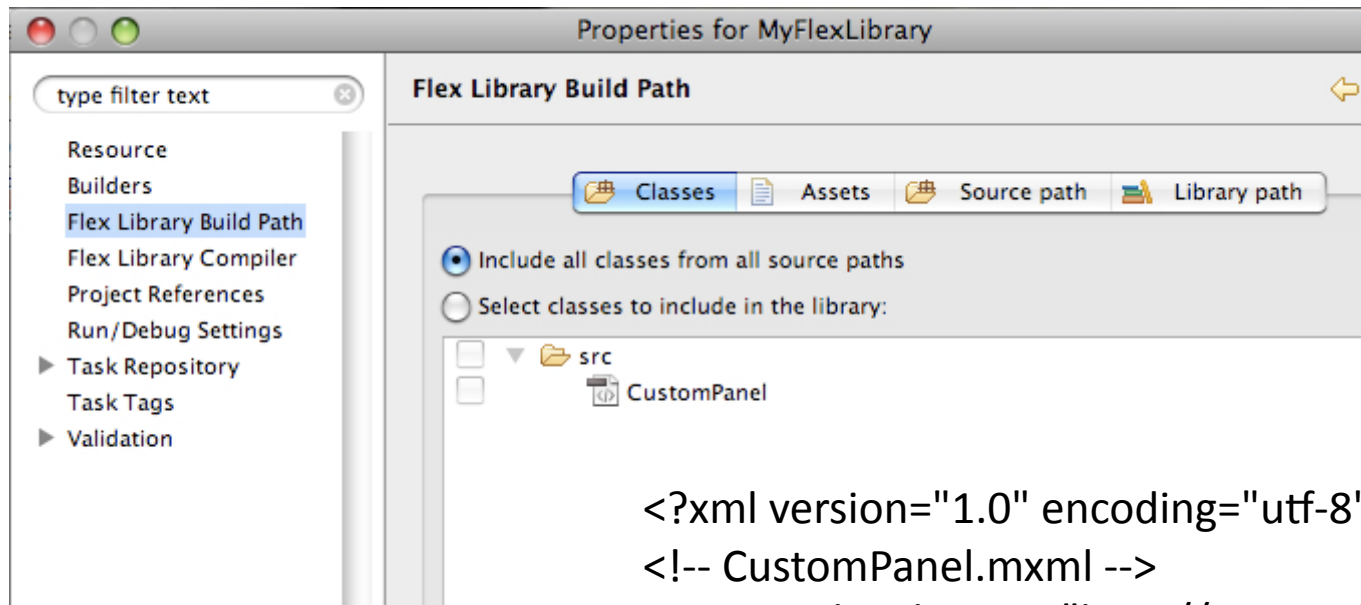 Properties for MyFlexLibrary
type filter text
Resource
Builders
Flex Library Build Path
Flex Library Compiler
Project References
Run/Debug Settings
Task Repository
Task Tags
Validation
Flex Library Build Path
Classes Assets Source path Library path
Include all classes from all source paths
Select classes to include in the library:
src
CustomPanel
<?xml version="1.0" encoding="utf-8"
<!-- CustomPanel.mxml -->